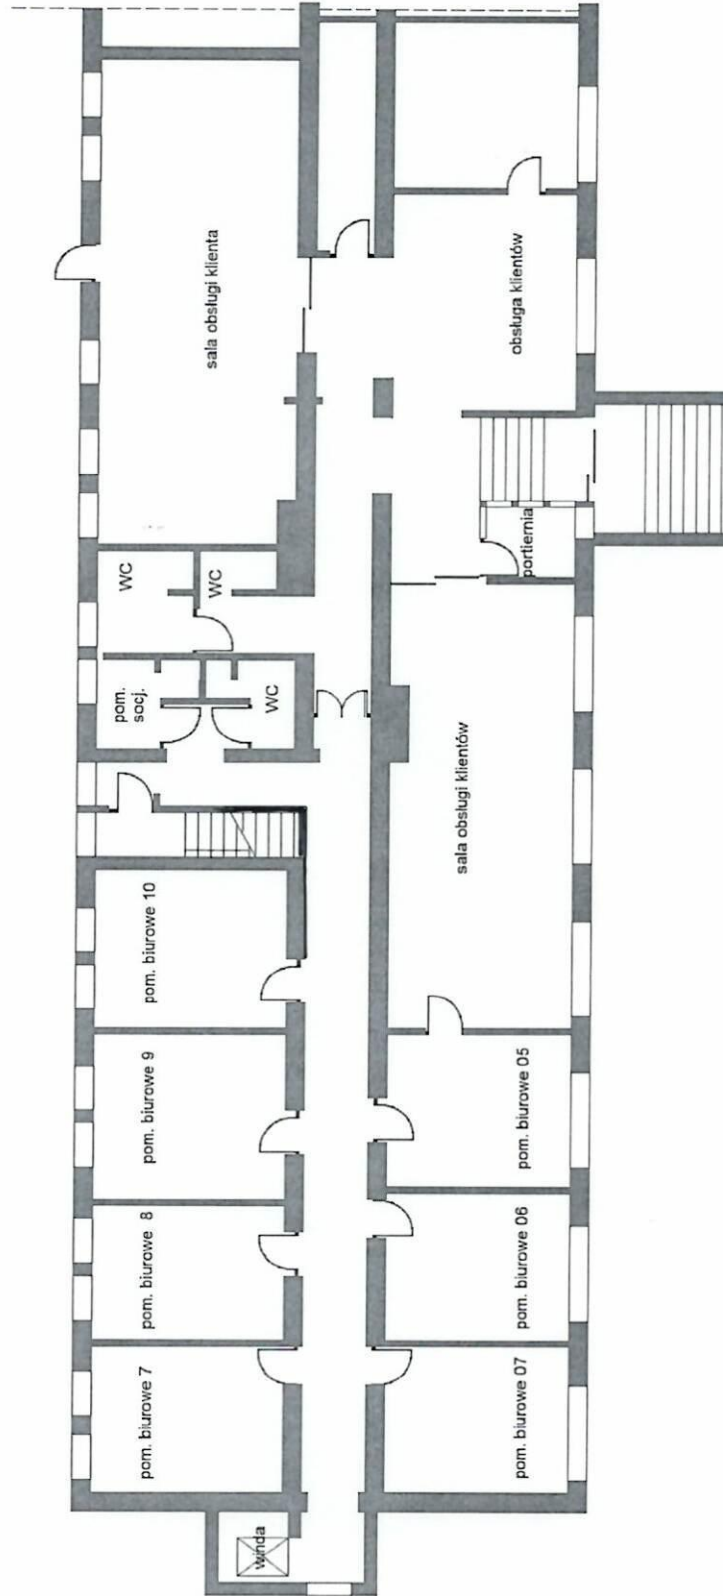 sala obsługi klienta
obsługa klientów
WC
WC
portiernia
pom.
socj.
WC
sala obsługi klientów
pom. biurowe 10
pom. biurowe 9
pom. biurowe 05
pom. biurowe 8
pom. biurowe 06
pom. biurowe 7
pom. biurowe 07
winda